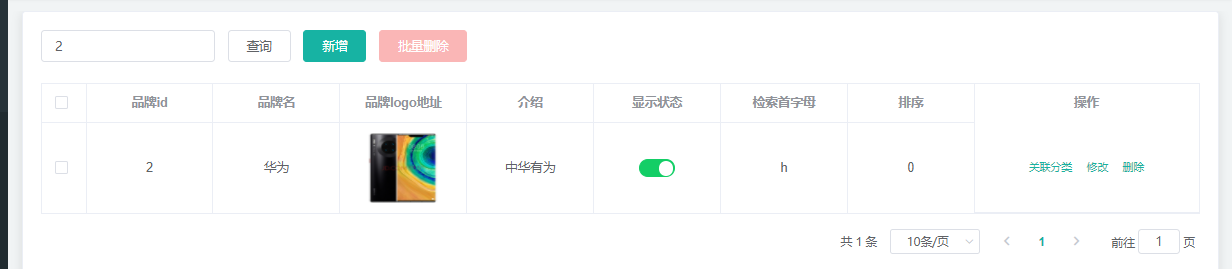 2 查询 新增 批量删除
品牌id 品牌名 品牌logo地址 介绍 显示状态 检索首字母 排序 操作
2 华为 中华有为 h 0 关联分类 修改 删除
共 1 条 10条/页 1 前往 1 页